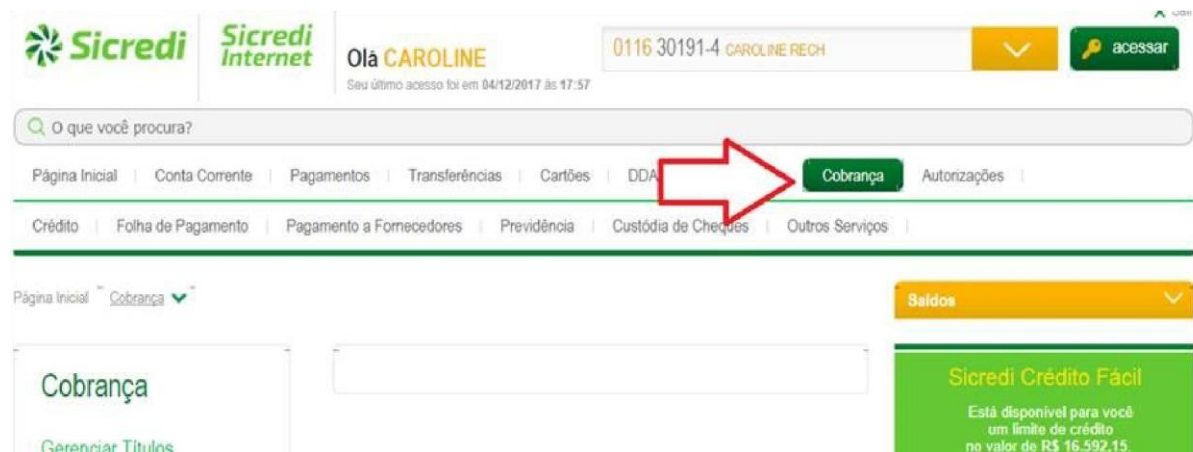 Sicredi
Sicredi
Internet
Olá CAROLINE
Seu último acesso foi em 04/12/2017 às 17:57
0116 30191-4 CAROLINE RECH
acessar
O que você procura?
Página Inicial Conta Corrente Pagamentos Transferências Cartões DDA Cobrança Autorizações
Crédito Folha de Pagamento Pagamento a Fornecedores Previdência Custódia de Cheques Outros Serviços
Página Inicial Cobrança
Saldos
Cobrança
Gerenciar Títulos
Sicredi Crédito Fácil
Está disponível para você
um limite de crédito
no valor de R$ 16.592,15.